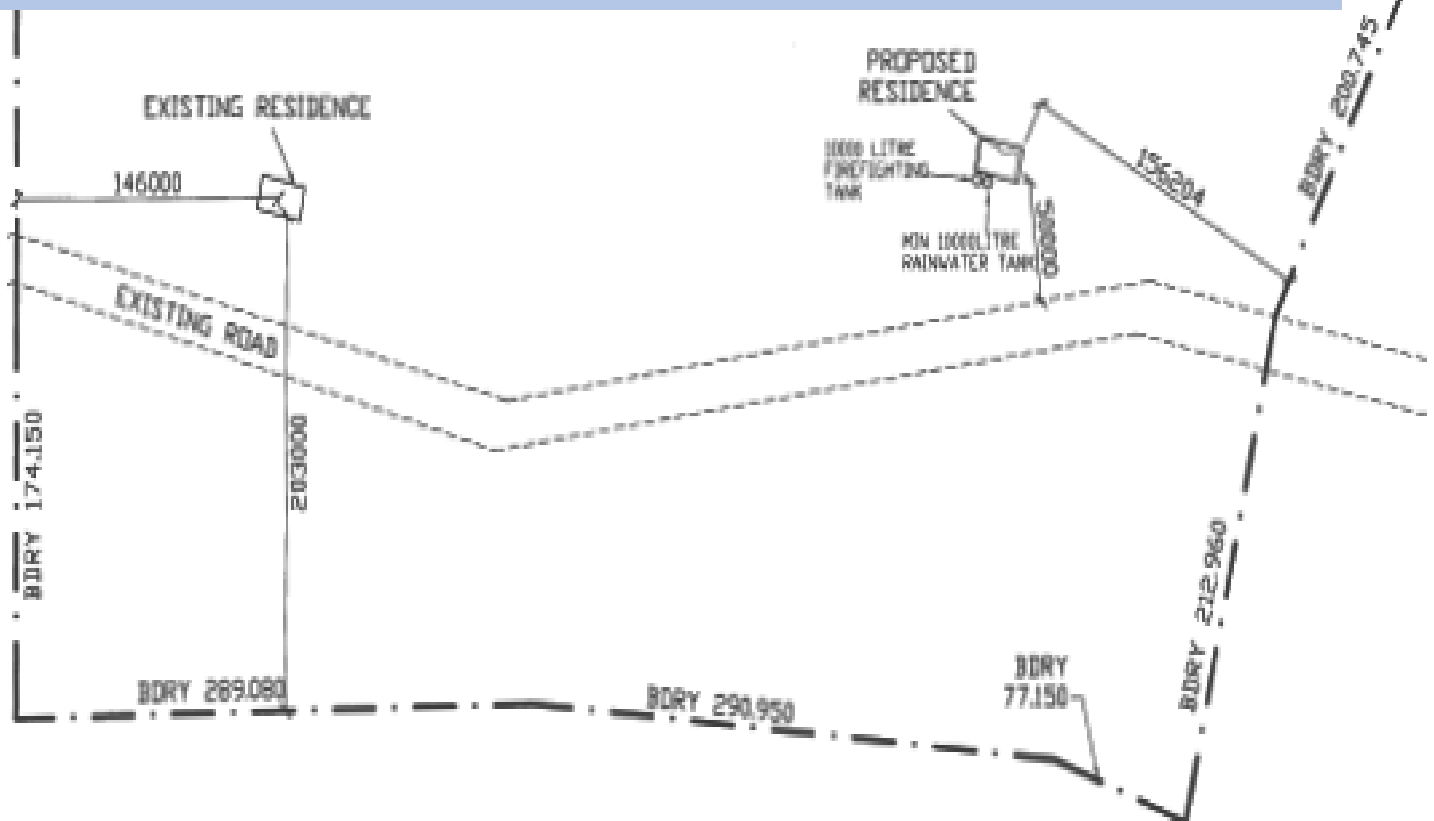 EXISTING RESIDENCE
146000
PROPOSED
RESIDENCE
10000 LITRE
FIREFIGHTING
TANK
MIN 10000LITRE
RAINWATER TANK
50000
156204
BDRY 200.745
EXISTING ROAD
BDRY 174.150
203000
BDRY 289.080
BDRY 290.950
BDRY
77.150
BDRY 212.960